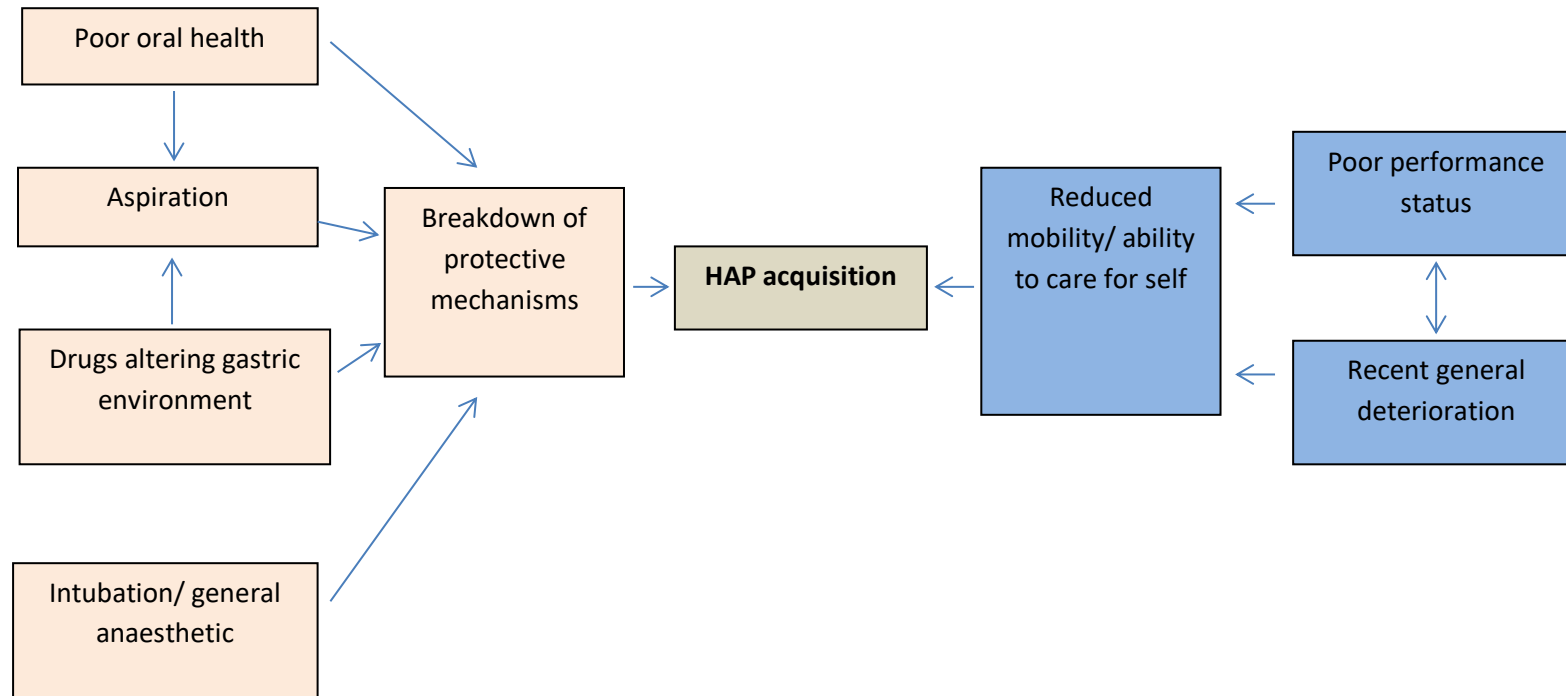 Poor oral health
Aspiration
Drugs altering gastric
environment
Intubation/ general
anaesthetic
Breakdown of
protective
mechanisms
HAP acquisition
Reduced
mobility/ ability
to care for self
Poor performance
status
Recent general
deterioration